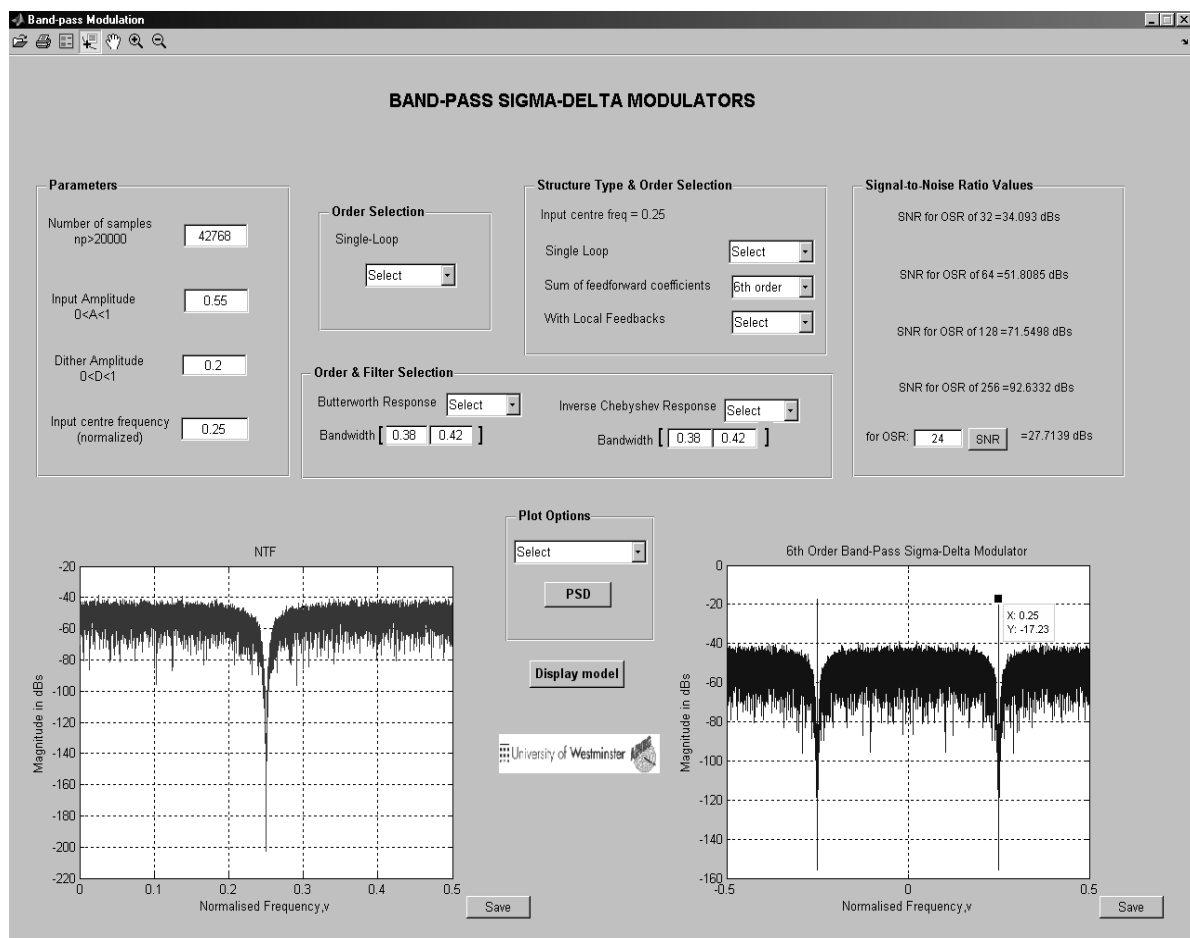 Band-pass Modulation
BAND-PASS SIGMA-DELTA MODULATORS
Parameters
Number of samples
np>20000
42768
Input Amplitude
0<A<1
0.55
Dither Amplitude
0<D<1
0.2
Input centre frequency
(normalized)
0.25
Order Selection
Single-Loop
Select
Structure Type & Order Selection
Input centre freq = 0.25
Single Loop
Select
Sum of feedforward coefficients
6th order
With Local Feedbacks
Select
Order & Filter Selection
Butterworth Response
Select
Bandwidth [ 0.38 0.42 ]
Inverse Chebyshev Response
Select
Bandwidth [ 0.38 0.42 ]
Signal-to-Noise Ratio Values
SNR for OSR of 32 =34.093 dBs
SNR for OSR of 64 =51.8085 dBs
SNR for OSR of 128 =71.5498 dBs
SNR for OSR of 256 =92.6332 dBs
for OSR: 24 SNR =27.7139 dBs
Plot Options
Select
PSD
Display model
University of Westminster
NTF
Magnitude in dBs
-20
-40
-60
-80
-100
-120
-140
-160
-180
-200
-220
0 0.1 0.2 0.3 0.4 0.5
Normalised Frequency,v
Save
6th Order Band-Pass Sigma-Delta Modulator
X: 0.25
Y: -17.23
Magnitude in dBs
0
-20
-40
-60
-80
-100
-120
-140
-160
-0.5 0 0.5
Normalised Frequency,v
Save